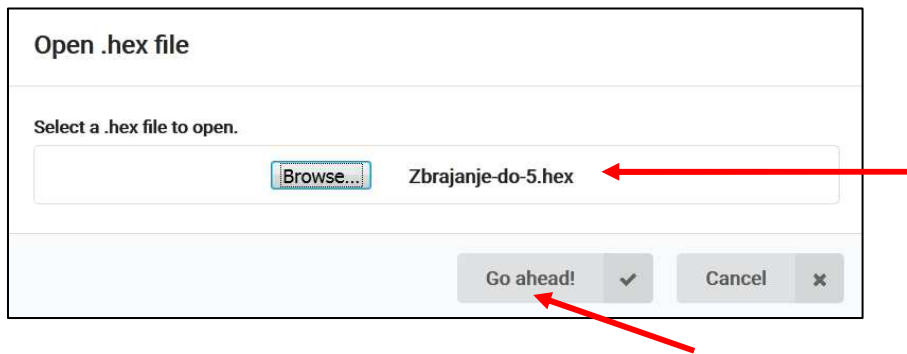 Open .hex file
Select a .hex file to open.
Browse... Zbrajanje-do-5.hex
Go ahead! Cancel